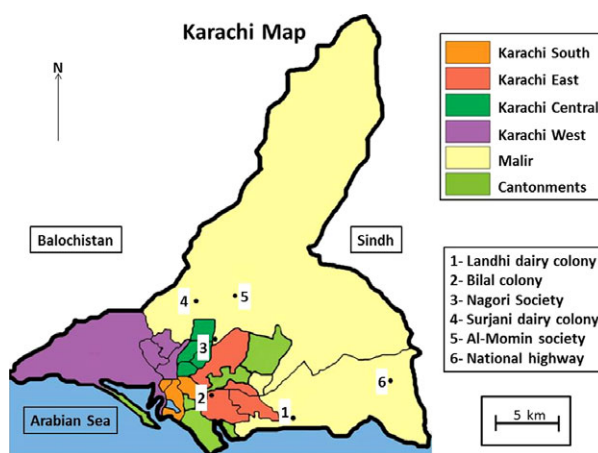 Karachi Map
N
Karachi South
Karachi East
Karachi Central
Karachi West
Malir
Cantonments
Balochistan
Sindh
1- Landhi dairy colony
2- Bilal colony
3- Nagori Society
4- Surjani dairy colony
5- Al-Momin society
6- National highway
4
5
3
6
2
1
Arabian Sea
5 km